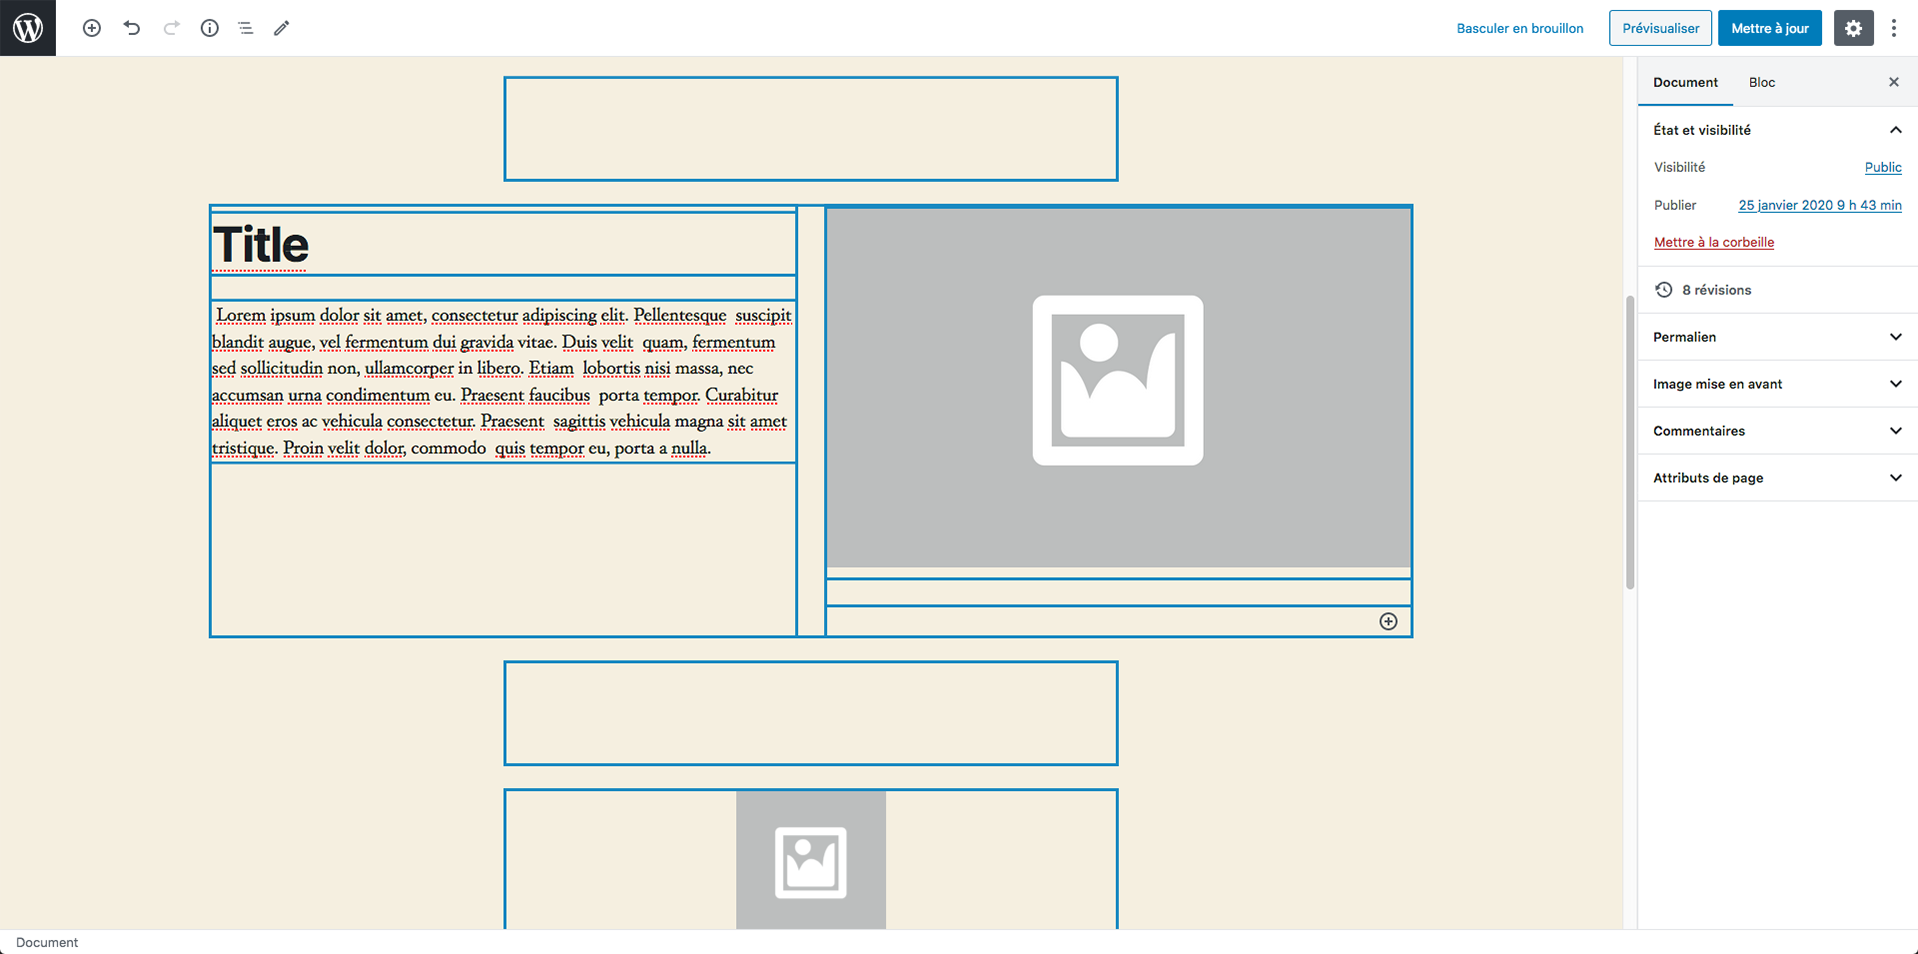 Basculer en brouillon
Prévisualiser
Mettre à jour
Document
Bloc
État et visibilité
Visibilité
Public
Publier
25 janvier 2020 9 h 43 min
Mettre à la corbeille
8 révisions
Permalien
Image mise en avant
Commentaires
Attributs de page
Title
Lorem ipsum dolor sit amet, consectetur adipiscing elit. Pellentesque suscipit
blandit augue, vel fermentum dui gravida vitae. Duis velit quam, fermentum
sed sollicitudin non, ullamcorper in libero. Etiam lobortis nisi massa, nec
accumsan urna condimentum eu. Praesent faucibus porta tempor. Curabitur
aliquet eros ac vehicula consectetur. Praesent sagittis vehicula magna sit amet
tristique. Proin velit dolor, commodo quis tempor eu, porta a nulla.
Document